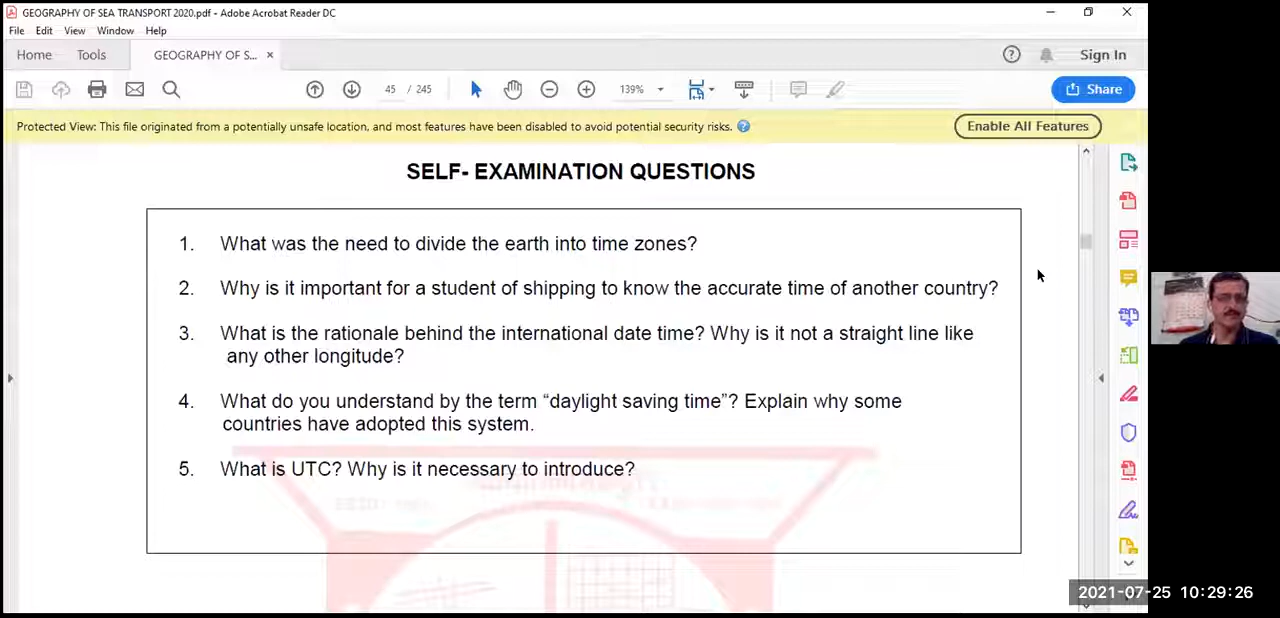 GEOGRAPHY OF SEA TRANSPORT 2020.pdf - Adobe Acrobat Reader DC
File Edit View Window Help
Home Tools GEOGRAPHY OF S... ×
Sign In
45 / 245 139%
Share
Protected View: This file originated from a potentially unsafe location, and most features have been disabled to avoid potential security risks.
Enable All Features
SELF- EXAMINATION QUESTIONS
1. What was the need to divide the earth into time zones?
2. Why is it important for a student of shipping to know the accurate time of another country?
3. What is the rationale behind the international date time? Why is it not a straight line like
any other longitude?
4. What do you understand by the term “daylight saving time”? Explain why some
countries have adopted this system.
5. What is UTC? Why is it necessary to introduce?
2021-07-25 10:29:26